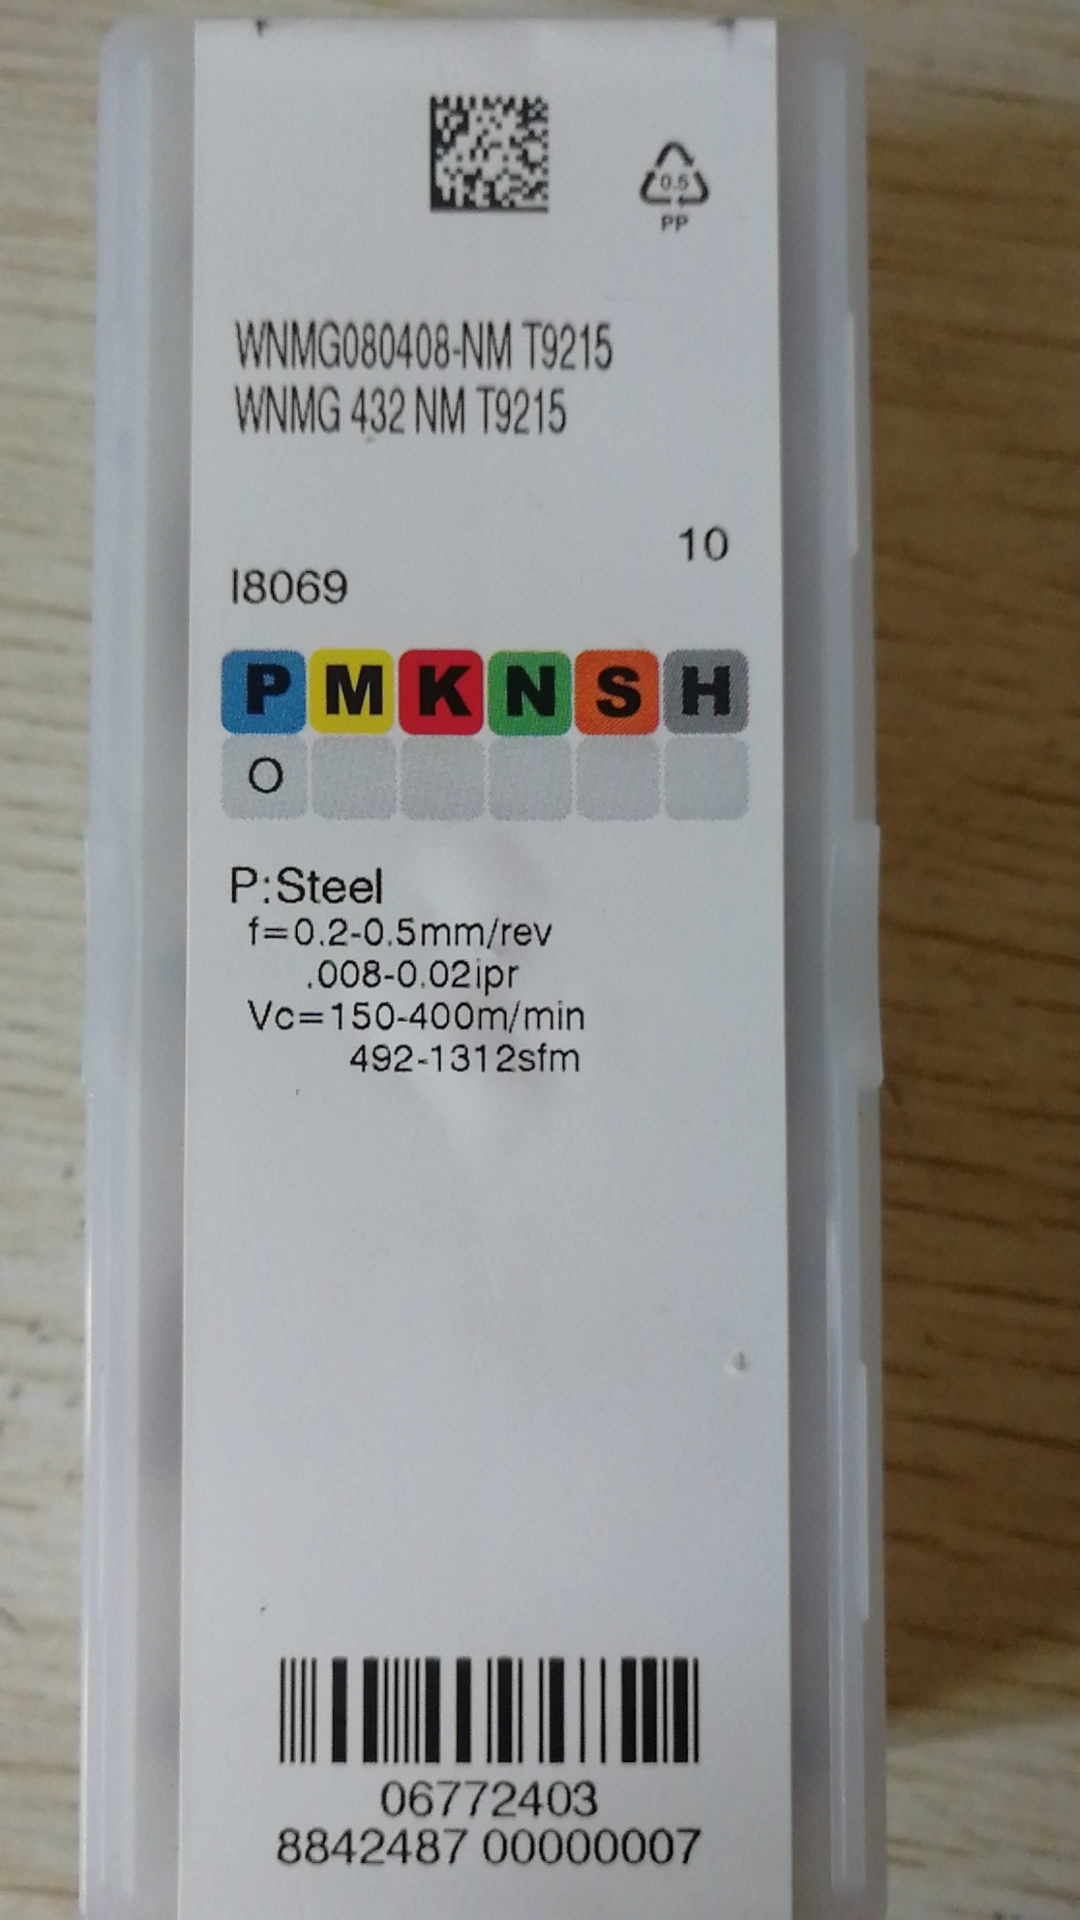 0.5
PP
WNMG080408-NM T9215
WNMG 432 NM T9215
10
I8069
P M K N S H
O
P:Steel
f=0.2-0.5mm/rev
.008-0.02ipr
Vc=150-400m/min
492-1312sfm
06772403
8842487 00000007